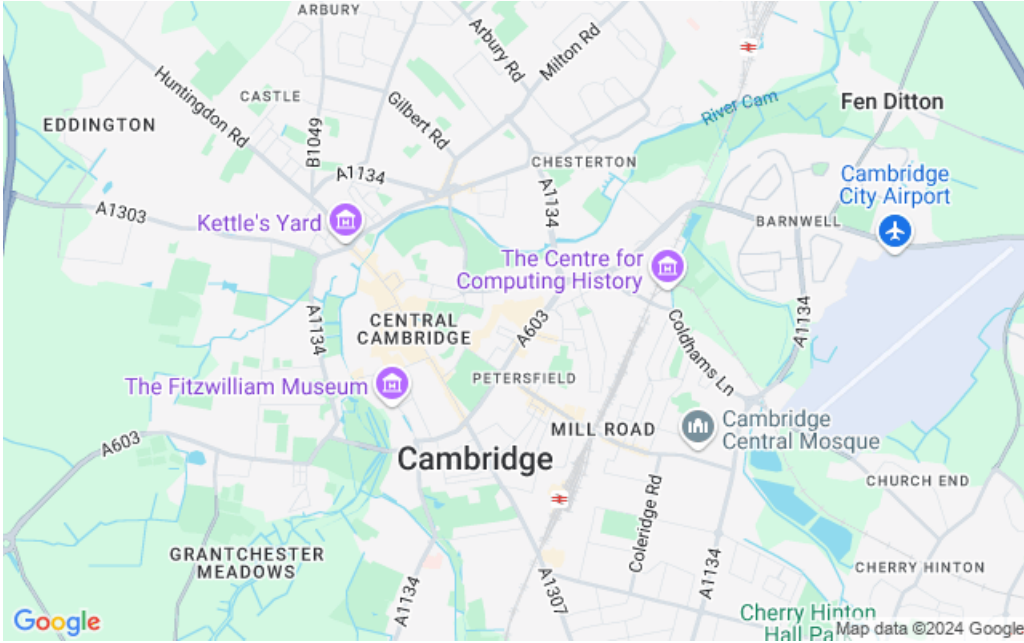 ARBURY
Arbury Rd
Milton Rd
Huntingdon Rd
CASTLE
Gilbert Rd
River Cam
Fen Ditton
EDDINGTON
B1049
CHESTERTON
A1134
A1134
Cambridge
City Airport
A1303
Kettle's Yard
BARNWELL
The Centre for
Computing History
A1134
A1134
CENTRAL
CAMBRIDGE
A603
Coldhams Ln
PETERSFIELD
The Fitzwilliam Museum
MILL ROAD
Cambridge
Central Mosque
A603
Cambridge
CHURCH END
Coleridge Rd
GRANTCHESTER
MEADOWS
A1134
A1307
A1134
CHERRY HINTON
Cherry Hinton
Hall Pa
Google
Map data ©2024 Google